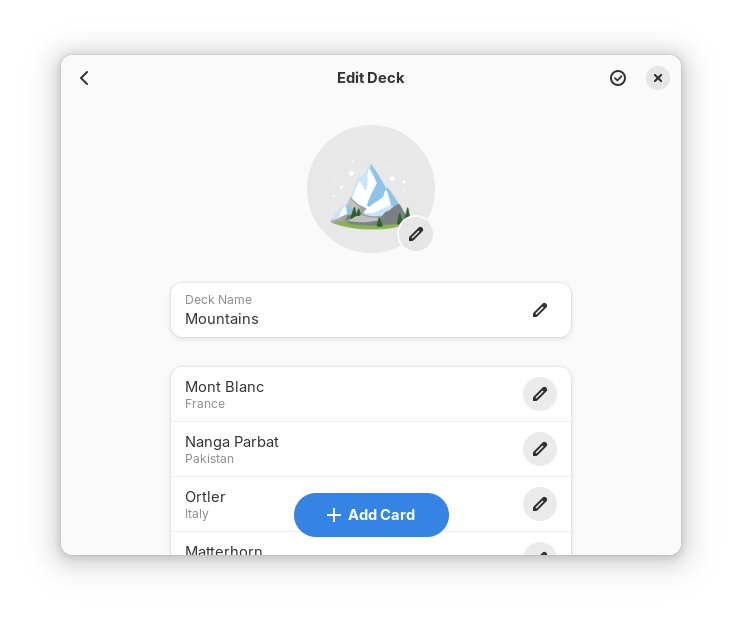 Edit Deck
Deck Name
Mountains
Mont Blanc
France
Nanga Parbat
Pakistan
Ortler
Italy
Add Card
Matterhorn